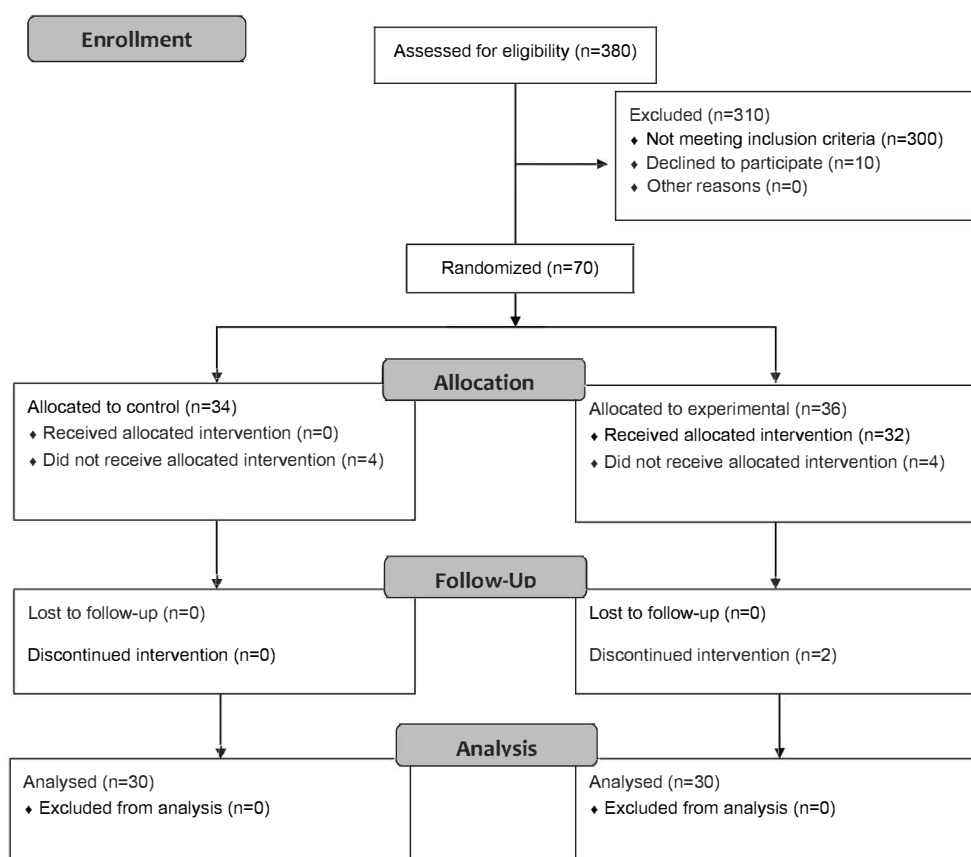 Enrollment
Assessed for eligibility (n=380)
Excluded (n=310)
♦ Not meeting inclusion criteria (n=300)
♦ Declined to participate (n=10)
♦ Other reasons (n=0)
Randomized (n=70)
Allocation
Allocated to control (n=34)
♦ Received allocated intervention (n=0)
♦ Did not receive allocated intervention (n=4)
Allocated to experimental (n=36)
♦ Received allocated intervention (n=32)
♦ Did not receive allocated intervention (n=4)
Follow-Up
Lost to follow-up (n=0)
Discontinued intervention (n=0)
Lost to follow-up (n=0)
Discontinued intervention (n=2)
Analysis
Analysed (n=30)
♦ Excluded from analysis (n=0)
Analysed (n=30)
♦ Excluded from analysis (n=0)